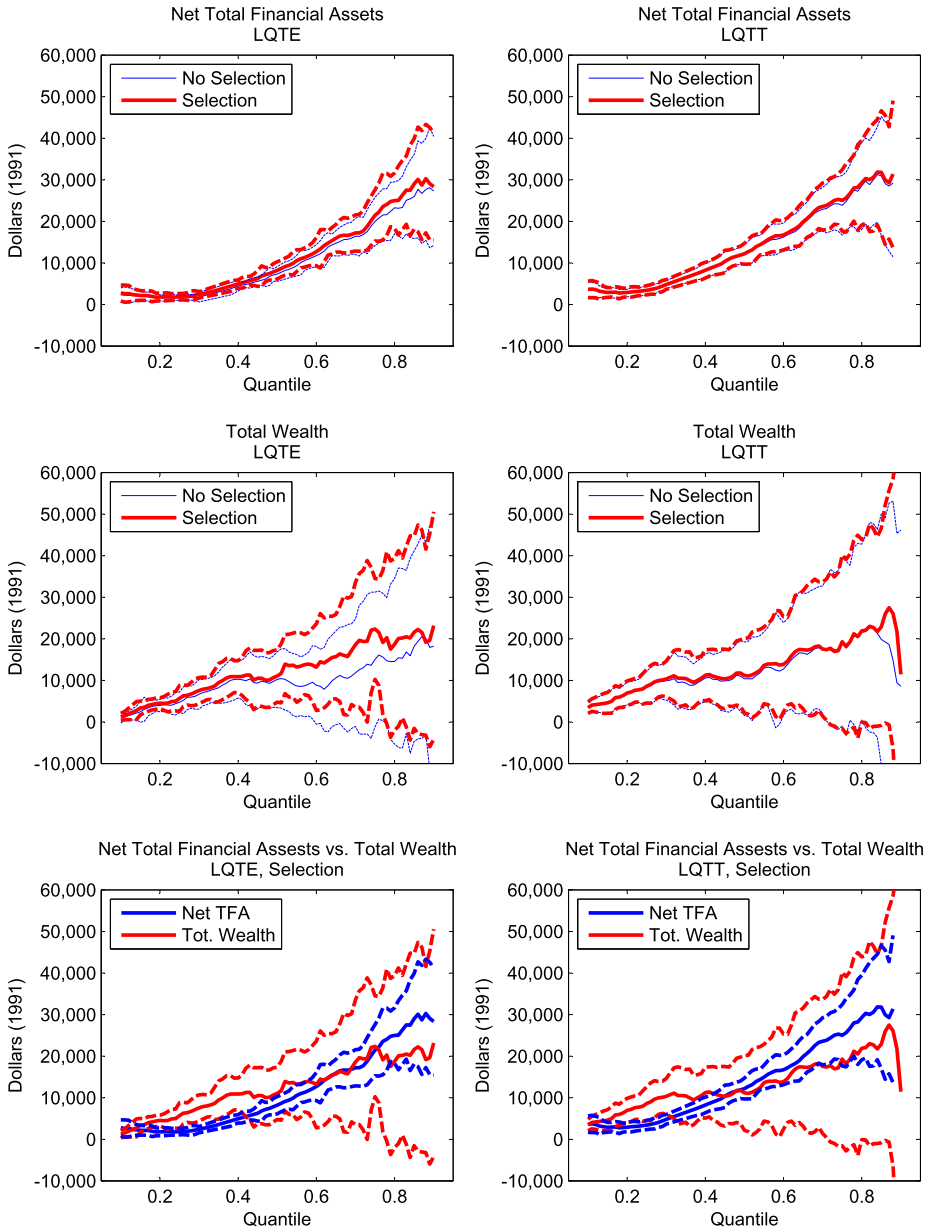 Net Total Financial Assets
LQTE
60,000
50,000
40,000
30,000
20,000
10,000
0
-10,000
Dollars (1991)
No Selection
Selection
0.2 0.4 0.6 0.8
Quantile
Net Total Financial Assets
LQTT
60,000
50,000
40,000
30,000
20,000
10,000
0
-10,000
Dollars (1991)
No Selection
Selection
0.2 0.4 0.6 0.8
Quantile
Total Wealth
LQTE
60,000
50,000
40,000
30,000
20,000
10,000
0
-10,000
Dollars (1991)
No Selection
Selection
0.2 0.4 0.6 0.8
Quantile
Total Wealth
LQTT
60,000
50,000
40,000
30,000
20,000
10,000
0
-10,000
Dollars (1991)
No Selection
Selection
0.2 0.4 0.6 0.8
Quantile
Net Total Financial Assests vs. Total Wealth
LQTE, Selection
60,000
50,000
40,000
30,000
20,000
10,000
0
-10,000
Dollars (1991)
Net TFA
Tot. Wealth
0.2 0.4 0.6 0.8
Quantile
Net Total Financial Assests vs. Total Wealth
LQTT, Selection
60,000
50,000
40,000
30,000
20,000
10,000
0
-10,000
Dollars (1991)
Net TFA
Tot. Wealth
0.2 0.4 0.6 0.8
Quantile